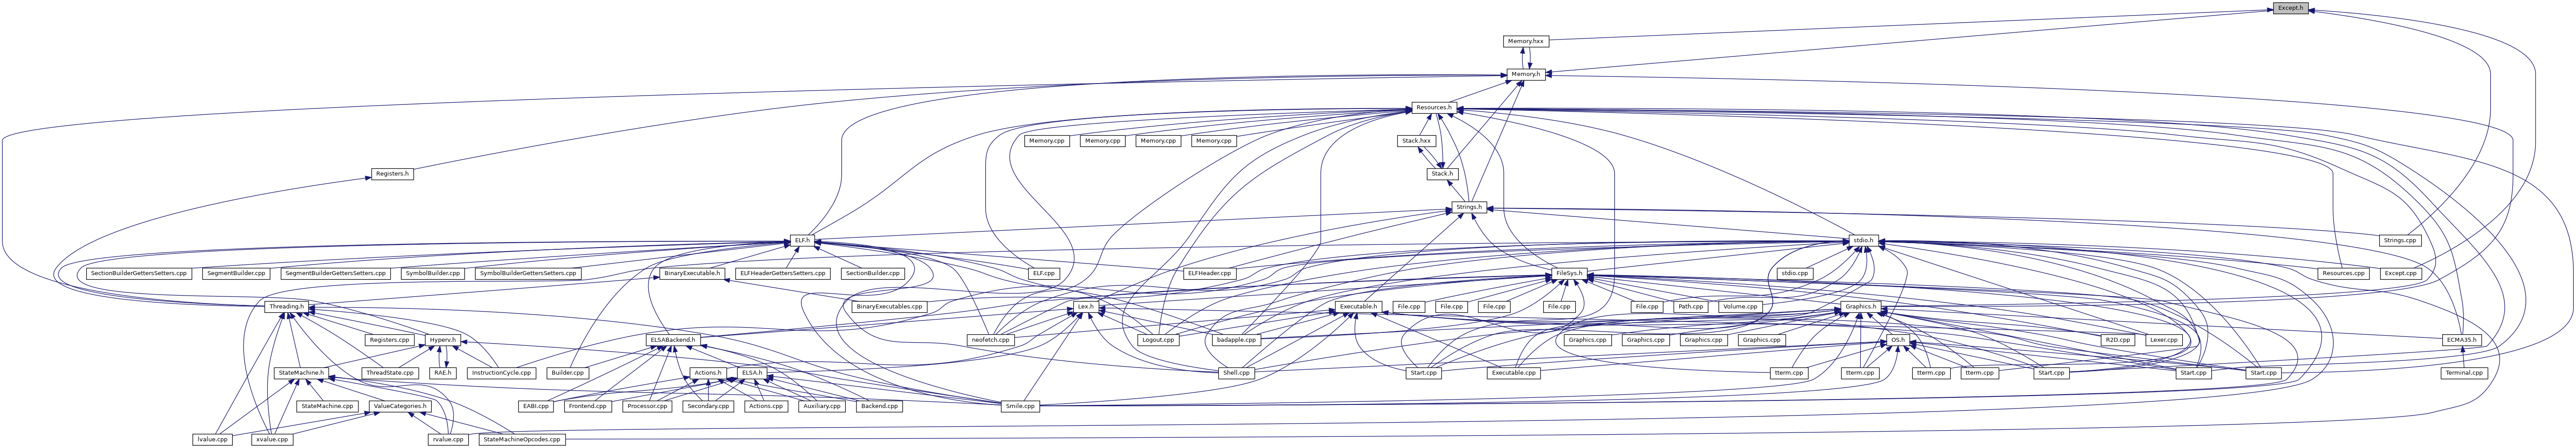 Except.h
Memory.hxx
Memory.h
Resources.h
Memory.cpp
Memory.cpp
Memory.cpp
Memory.cpp
Stack.hxx
Registers.h
Stack.h
Strings.h
ELF.h
stdio.h
Strings.cpp
SectionBuilderGettersSetters.cpp
SegmentBuilder.cpp
SegmentBuilderGettersSetters.cpp
SymbolBuilder.cpp
SymbolBuilderGettersSetters.cpp
BinaryExecutable.h
ELFHeaderGettersSetters.cpp
SectionBuilder.cpp
ELF.cpp
ELFHeader.cpp
FileSys.h
stdio.cpp
Resources.cpp
Except.cpp
Threading.h
BinaryExecutables.cpp
Lex.h
Executable.h
File.cpp
File.cpp
File.cpp
File.cpp
File.cpp
Path.cpp
Volume.cpp
Graphics.h
Registers.cpp
Hyperv.h
ELSABackend.h
neofetch.cpp
Logout.cpp
badapple.cpp
Graphics.cpp
Graphics.cpp
Graphics.cpp
Graphics.cpp
OS.h
R2D.cpp
Lexer.cpp
ECMA35.h
StateMachine.h
ThreadState.cpp
RAE.h
InstructionCycle.cpp
Builder.cpp
Actions.h
ELSA.h
Shell.cpp
Start.cpp
Executable.cpp
tterm.cpp
tterm.cpp
tterm.cpp
tterm.cpp
Start.cpp
Start.cpp
Start.cpp
Terminal.cpp
StateMachine.cpp
ValueCategories.h
EABI.cpp
Frontend.cpp
Processor.cpp
Secondary.cpp
Actions.cpp
Auxiliary.cpp
Backend.cpp
Smile.cpp
lvalue.cpp
xvalue.cpp
rvalue.cpp
StateMachineOpcodes.cpp